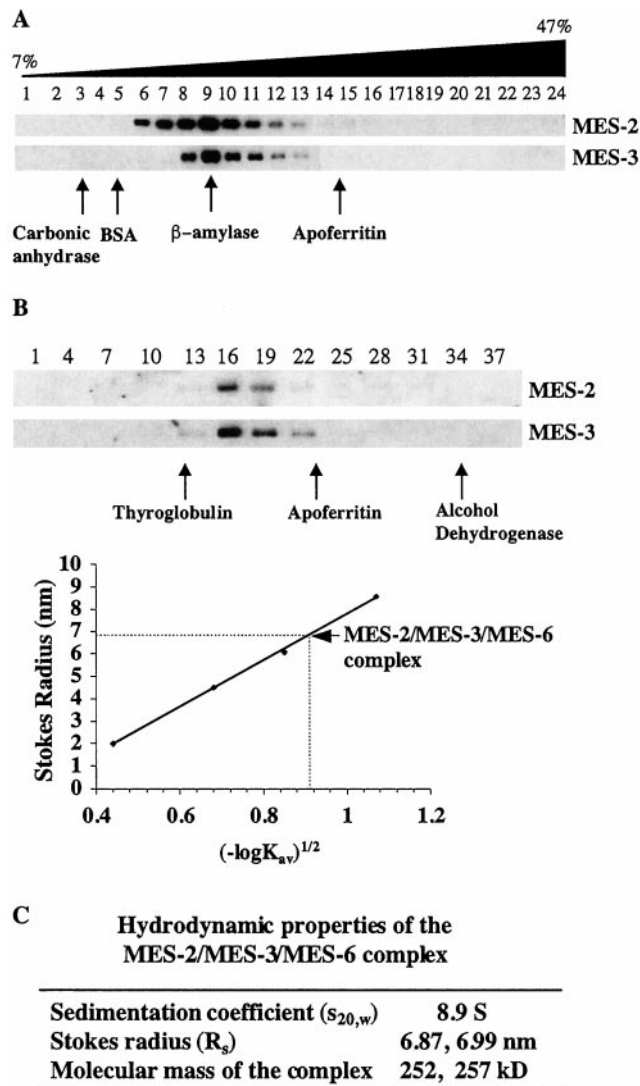 A
7% 47%
1 2 3 4 5 6 7 8 9 10 11 12 13 14 15 16 17 18 19 20 21 22 23 24
MES-2
MES-3
Carbonic anhydrase BSA β-amylase Apoferritin
B
1 4 7 10 13 16 19 22 25 28 31 34 37
MES-2
MES-3
Thyroglobulin Apoferritin Alcohol Dehydrogenase
Stokes Radius (nm)
10
9
8
7
6
5
4
3
2
1
0
MES-2/MES-3/MES-6
complex
0.4 0.6 0.8 1 1.2
(-logKav)1/2
C
Hydrodynamic properties of the
MES-2/MES-3/MES-6 complex
Sedimentation coefficient (s20,w) 8.9 S
Stokes radius (Rs) 6.87, 6.99 nm
Molecular mass of the complex 252, 257 kD